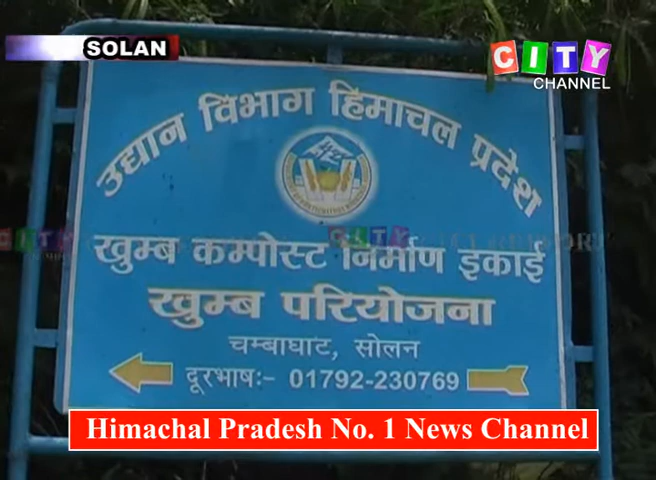 SOLAN
CITY
CHANNEL
उद्यान विभाग हिमाचल प्रदेश
खुम्ब कम्पोस्ट निर्माण इकाई
खुम्ब परियोजना
चम्बाघाट, सोलन
दूरभाष:- 01792-230769
Himachal Pradesh No. 1 News Channel